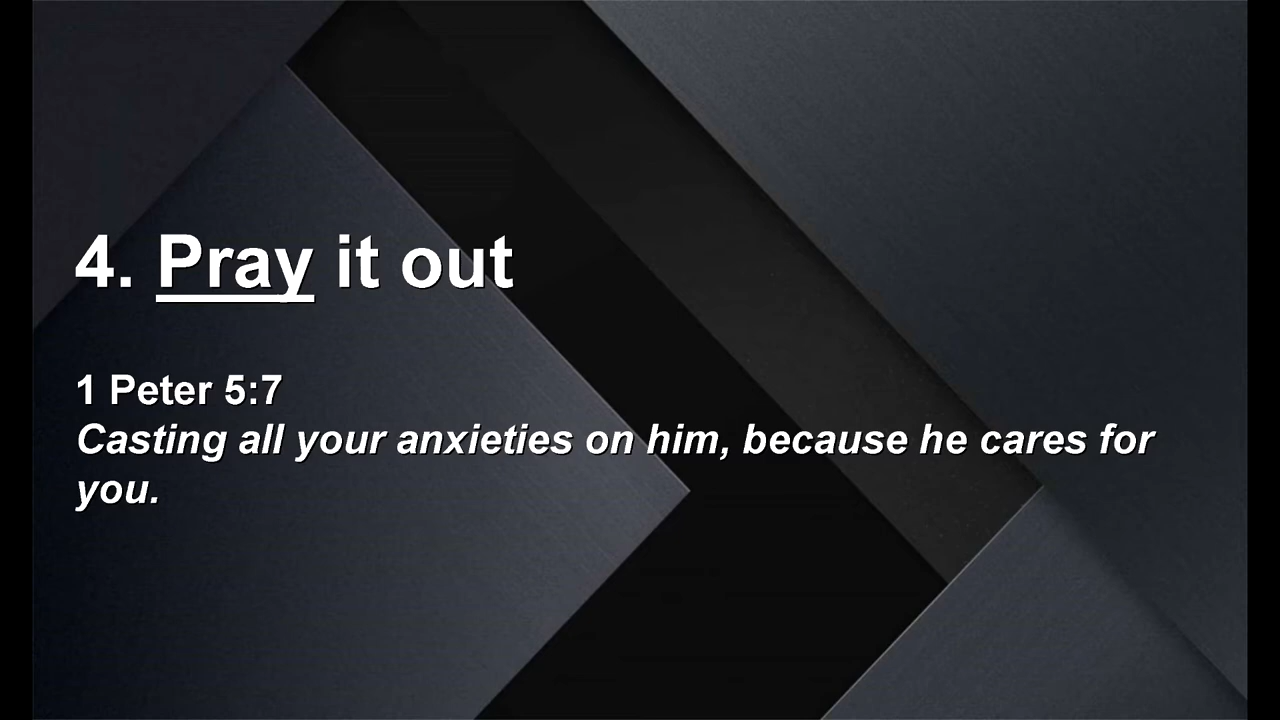 4. Pray it out
1 Peter 5:7
Casting all your anxieties on him, because he cares for
you.